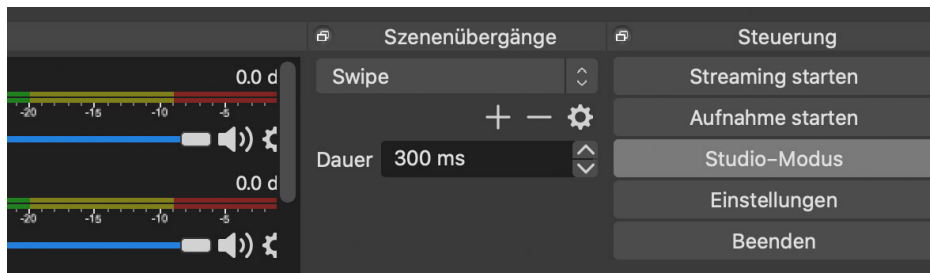 Szenenübergänge
Steuerung
0.0 d
-20 -15 -10 -5
0.0 d
-20 -15 -10 -5
Swipe
Dauer 300 ms
Streaming starten
Aufnahme starten
Studio-Modus
Einstellungen
Beenden